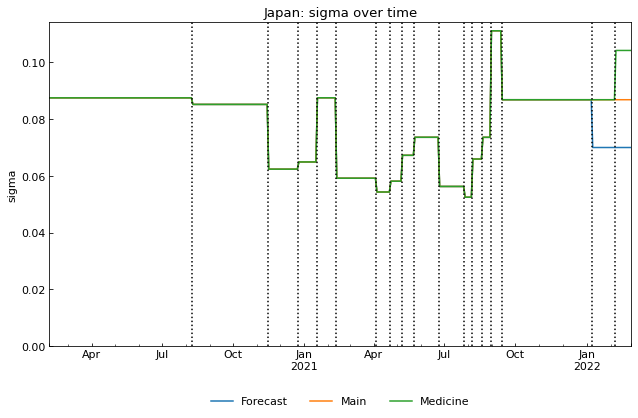 Japan: sigma over time
0.10
0.08
0.06
0.04
0.02
0.00
sigma
Apr Jul Oct Jan Apr Jul Oct Jan
2021 2022
Forecast Main Medicine